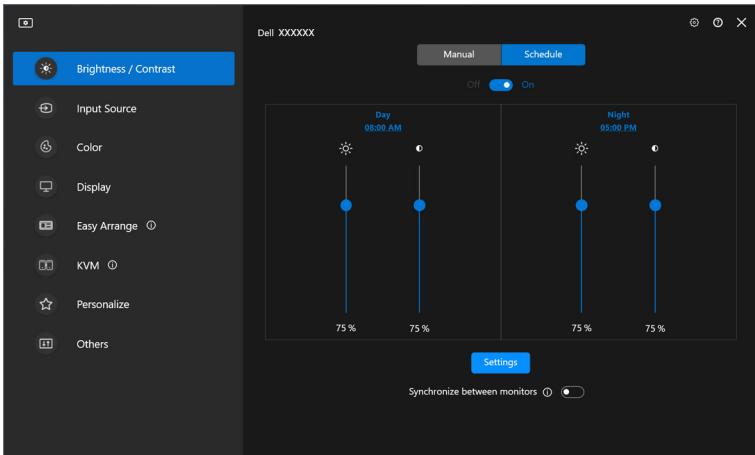 Dell XXXXXX
Manual
Schedule
Brightness / Contrast
Off
On
Input Source
Day
08:00 AM
Night
05:00 PM
Color
Display
Easy Arrange
KVM
Personalize
75 %
75 %
75 %
75 %
Others
Settings
Synchronize between monitors